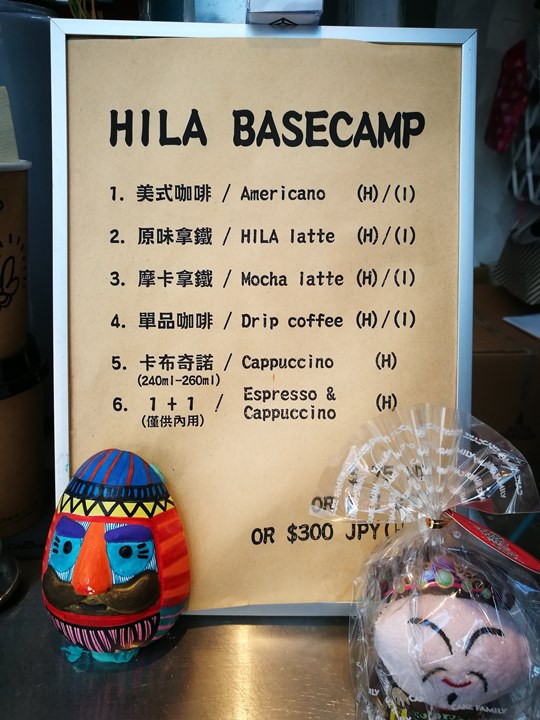 HILA BASECAMP
1. 美式咖啡 / Americano (H)/(I)
2. 原味拿鐵 / HILA latte (H)/(I)
3. 摩卡拿鐵 / Mocha latte (H)/(I)
4. 單品咖啡 / Drip coffee (H)/(I)
5. 卡布奇諾 / Cappuccino (H)
(240ml-260ml)
6. 1 + 1 / Espresso & Cappuccino (H)
(僅供內用)
OR
OR $300 JPY(H